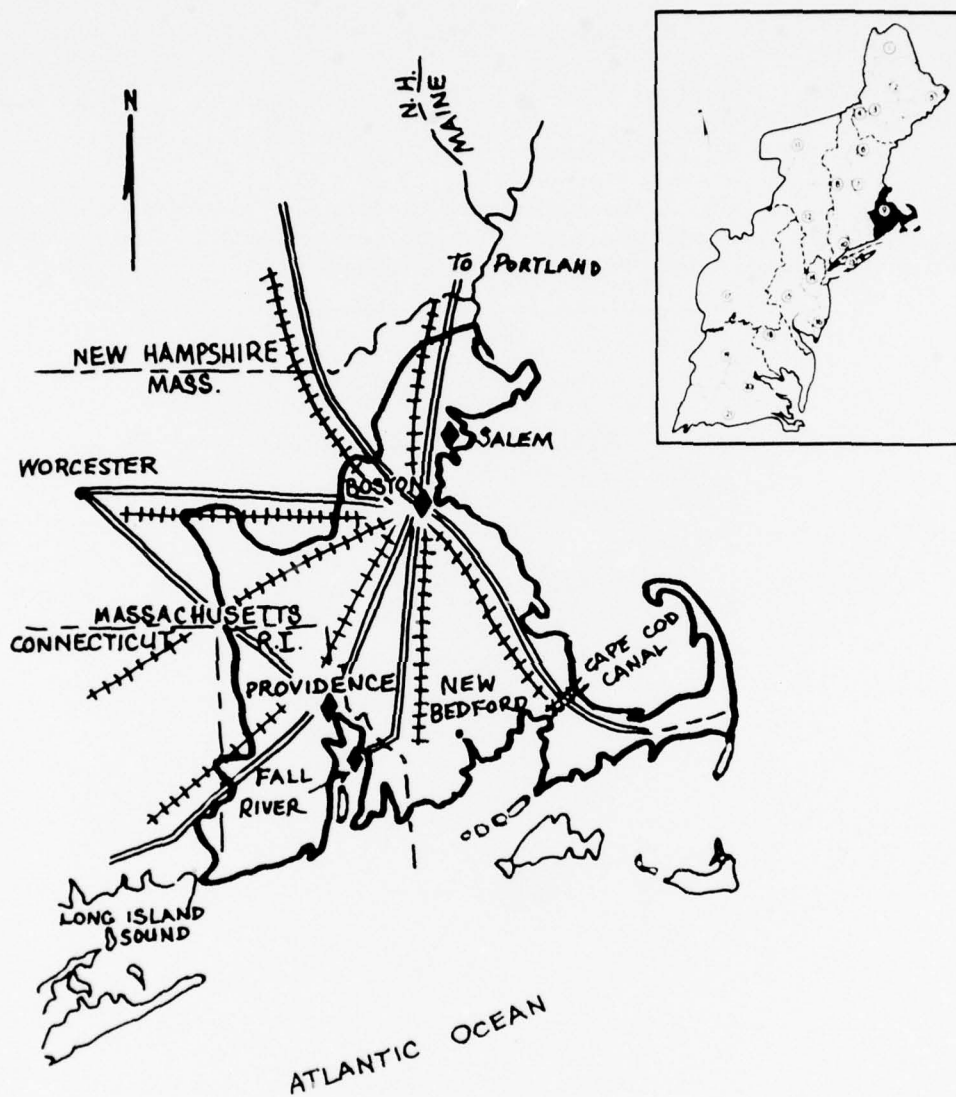 N
N.H.
MAINE
TO PORTLAND
NEW HAMPSHIRE
MASS.
SALEM
WORCESTER
BOSTON
MASSACHUSETTS
CONNECTICUT
R.I.
CAPE COD
CANAL
PROVIDENCE
NEW
BEDFORD
FALL
RIVER
LONG ISLAND
SOUND
ATLANTIC OCEAN